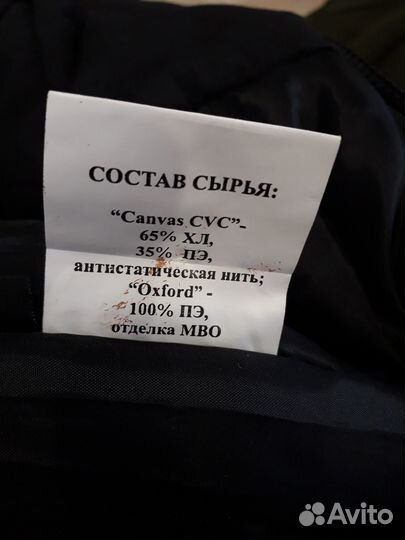 СОСТАВ СЫРЬЯ:
“Canvas CVC”-
65% ХЛ,
35% ПЭ,
антистатическая нить;
“Oxford” -
100% ПЭ,
отделка МВО
Avito